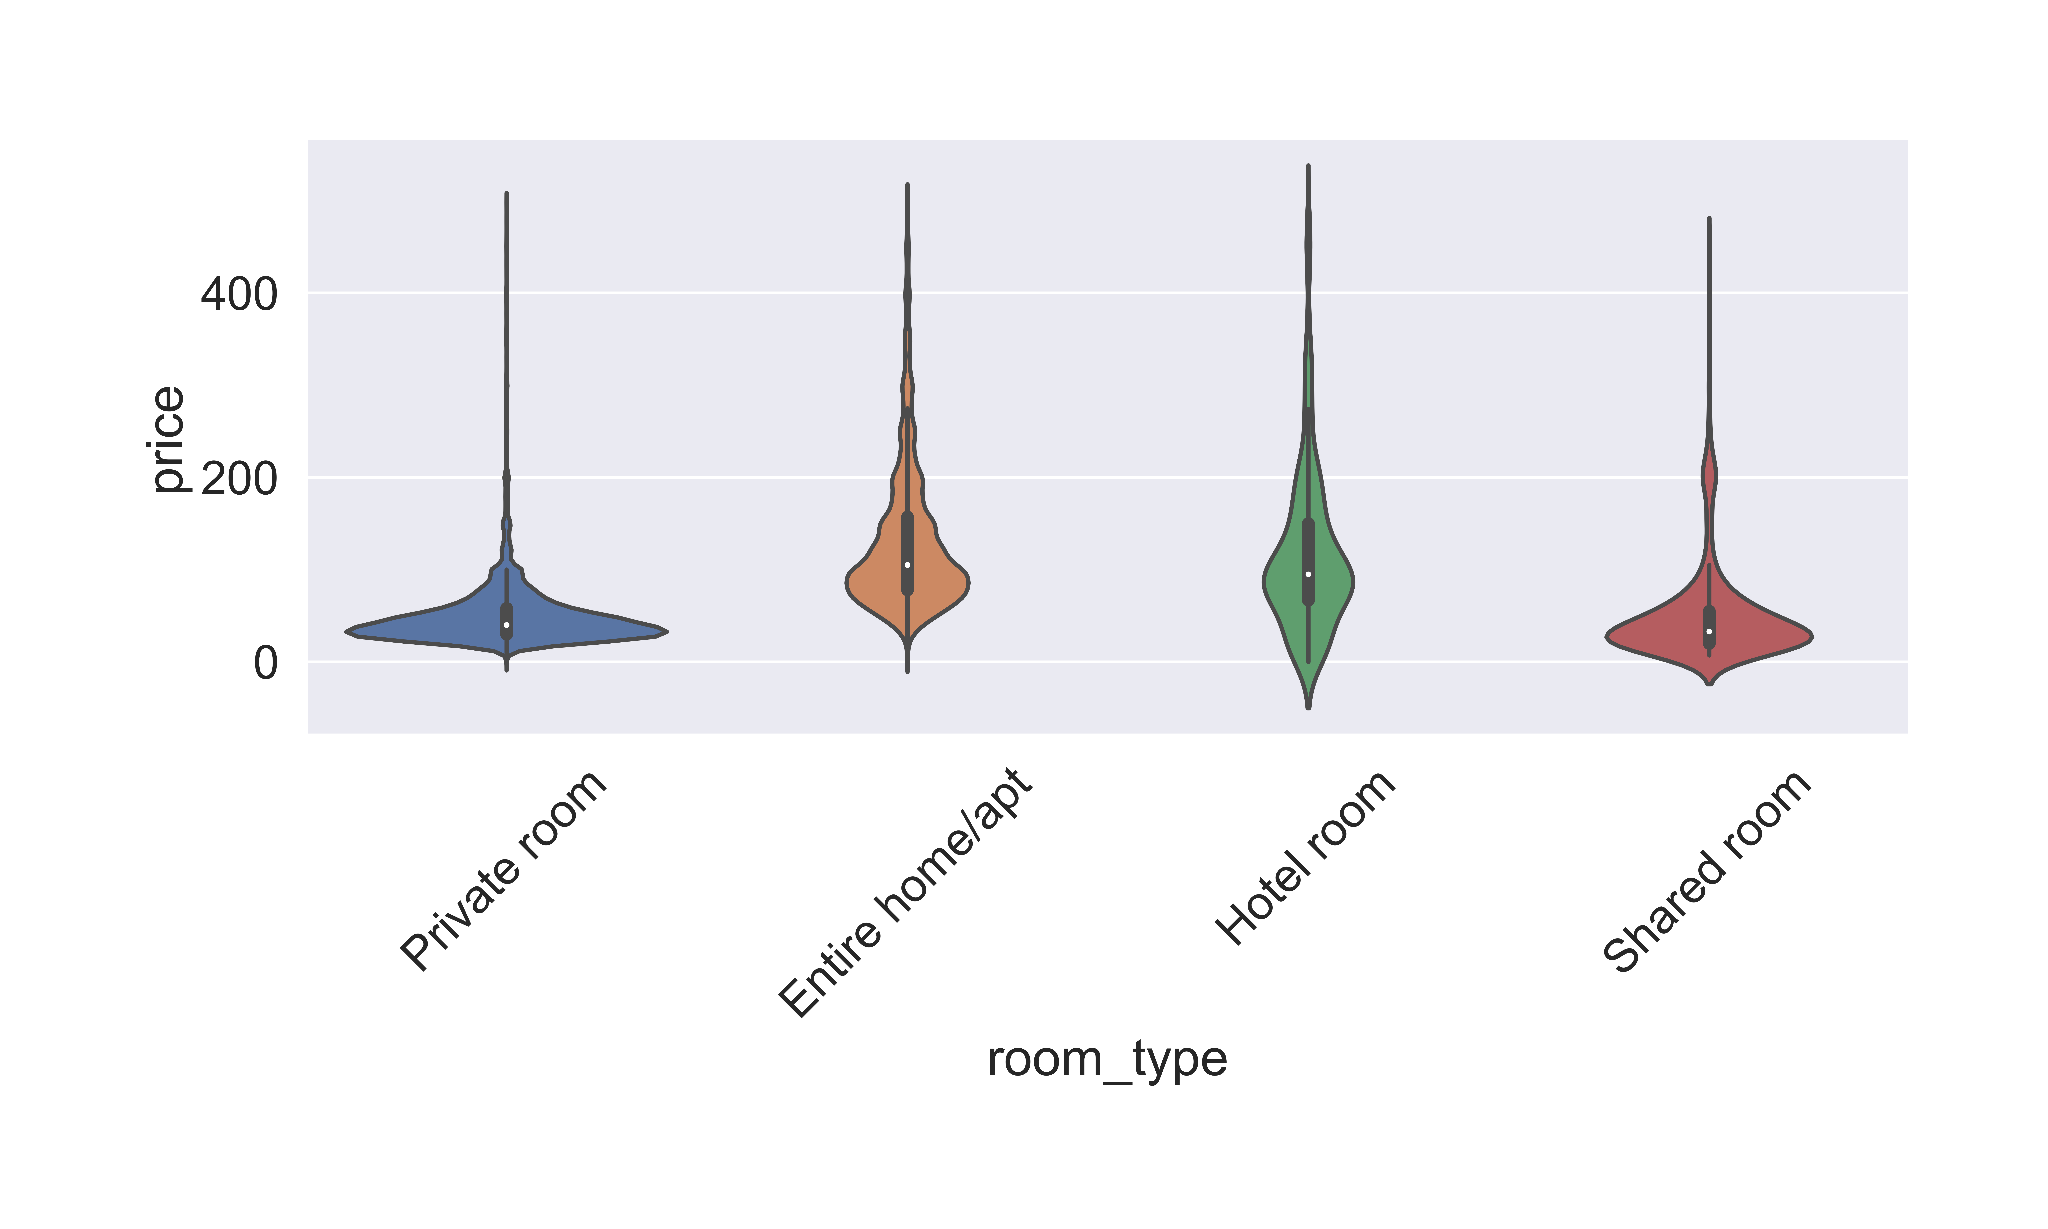 price
400
200
0
Private room
Entire home/apt
Hotel room
Shared room
room_type